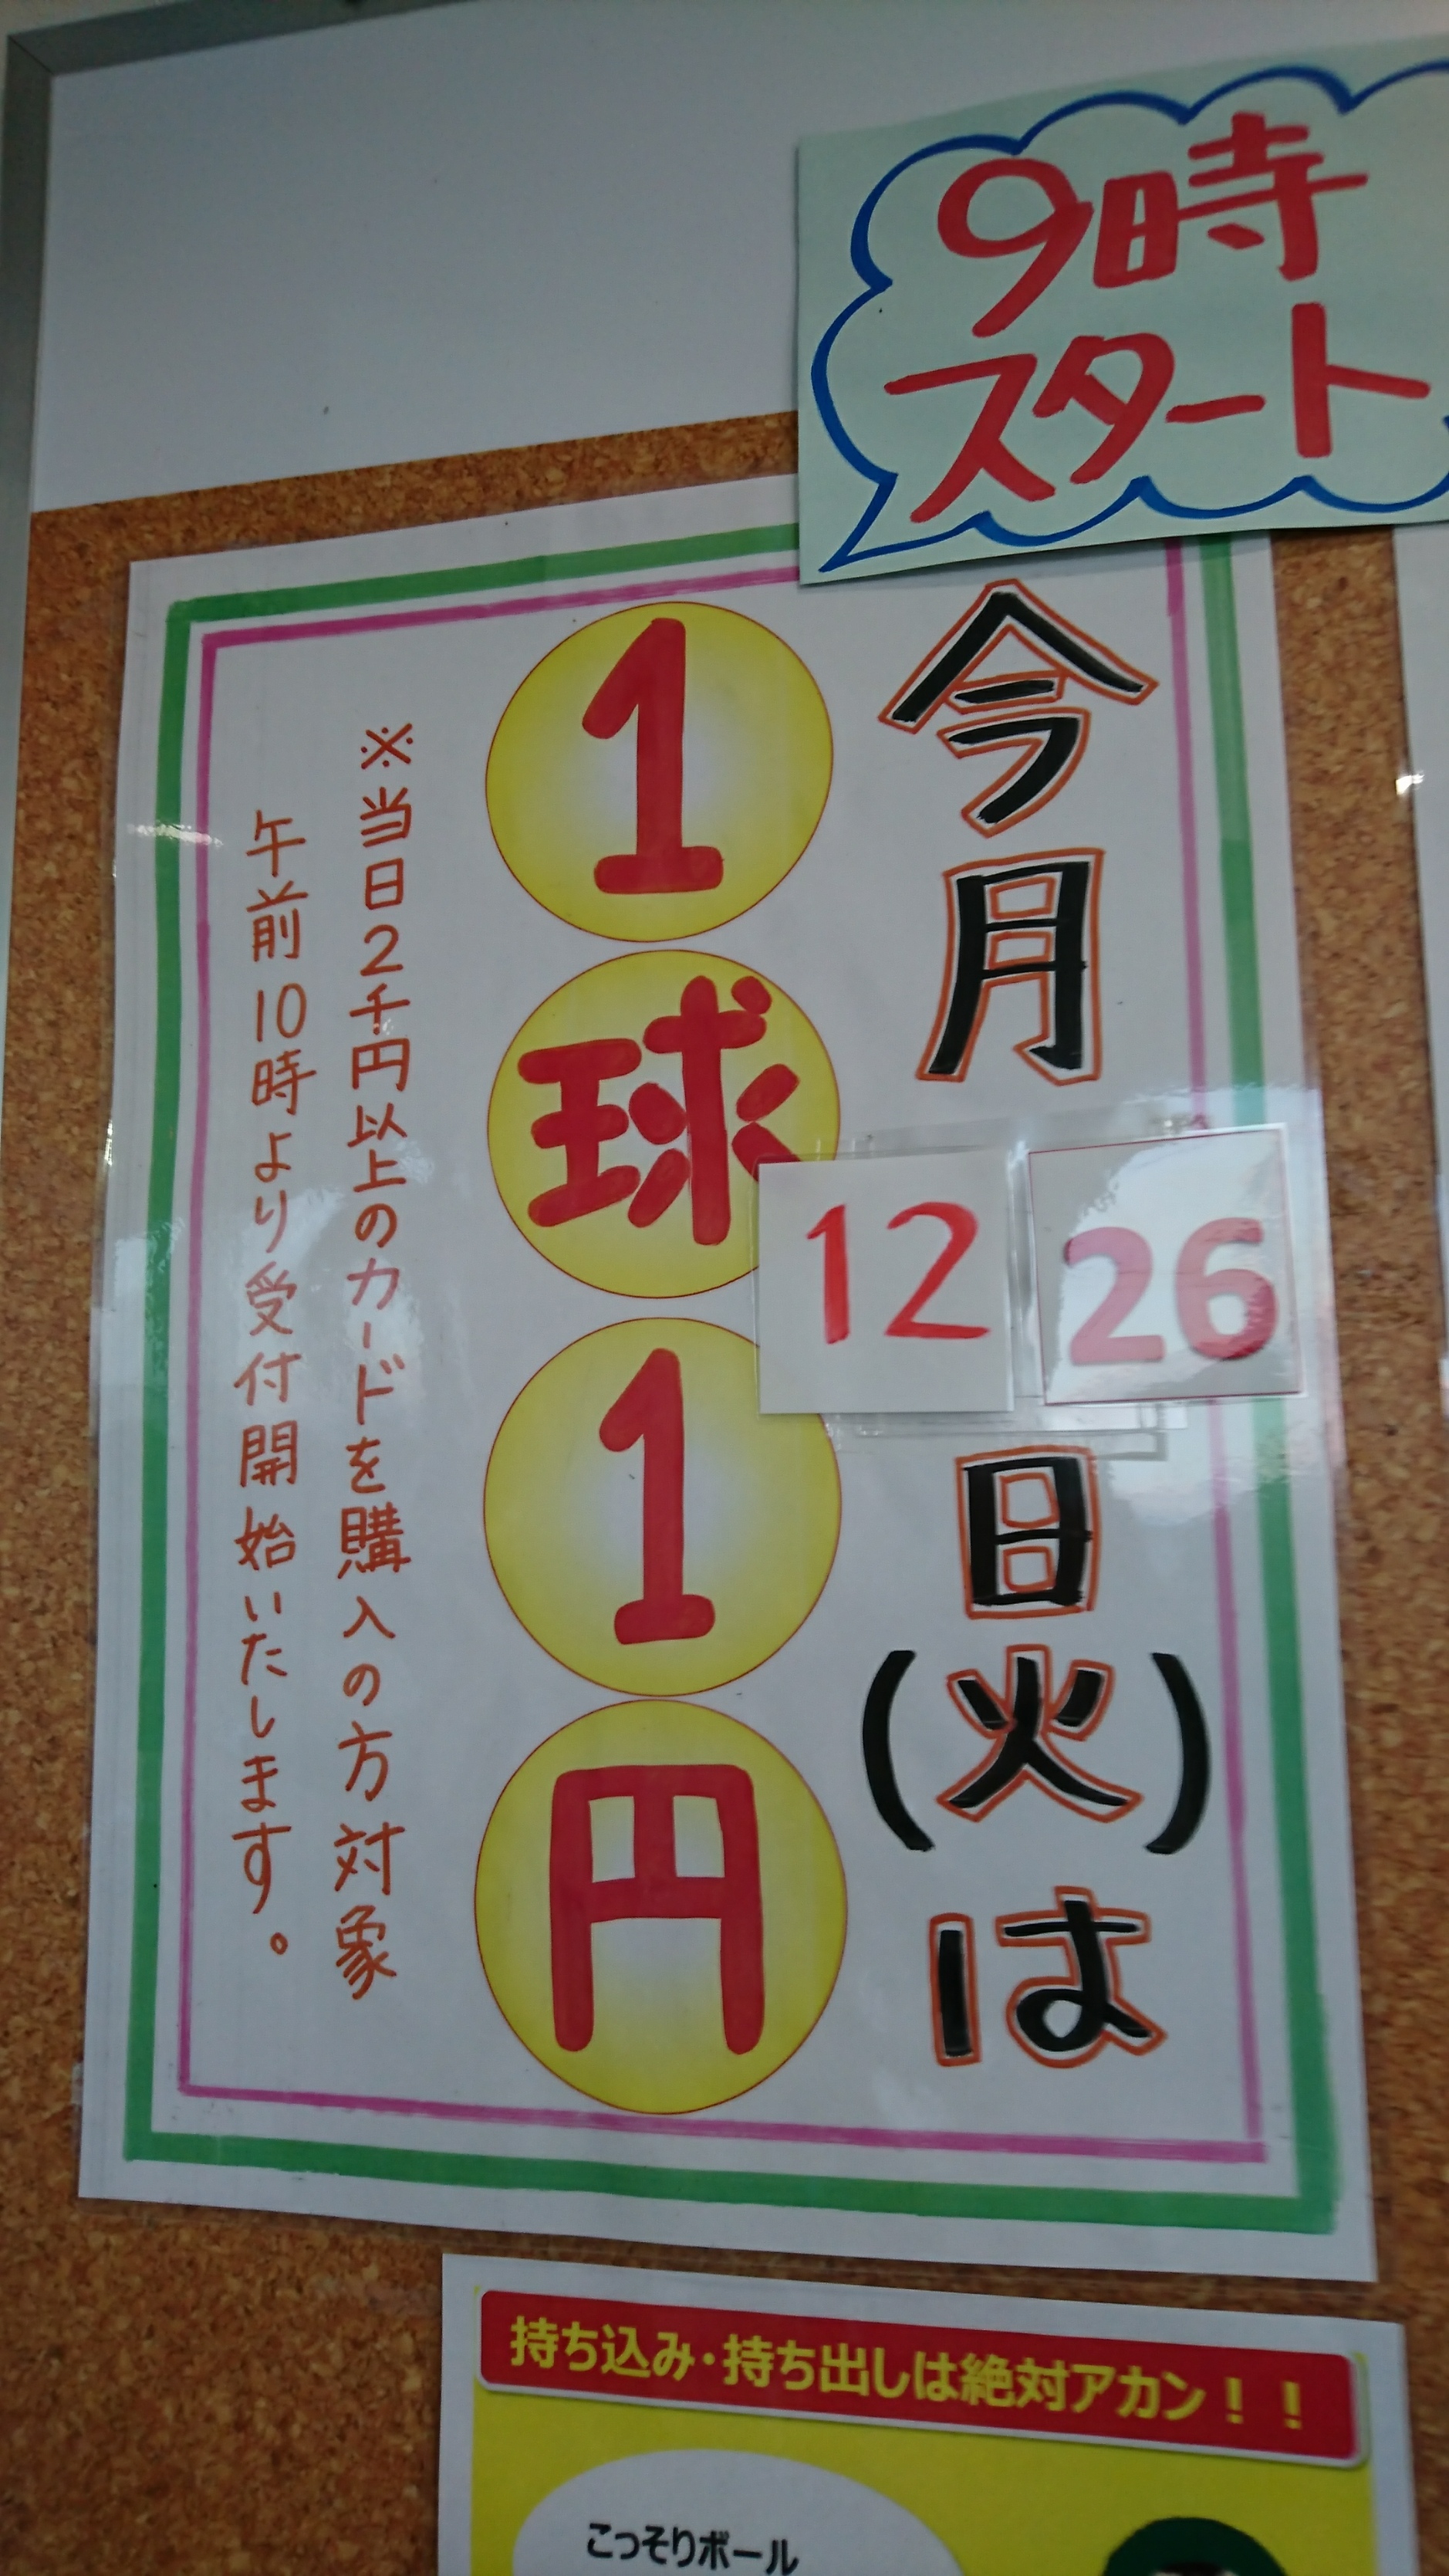 9時
スタート
今月
12 26
日(火)は
1球1円
※当日2千円以上のカードを購入の方対象
午前10時より受付開始いたします。
持ち込み・持ち出しは絶対アカン！！
こっそりボール